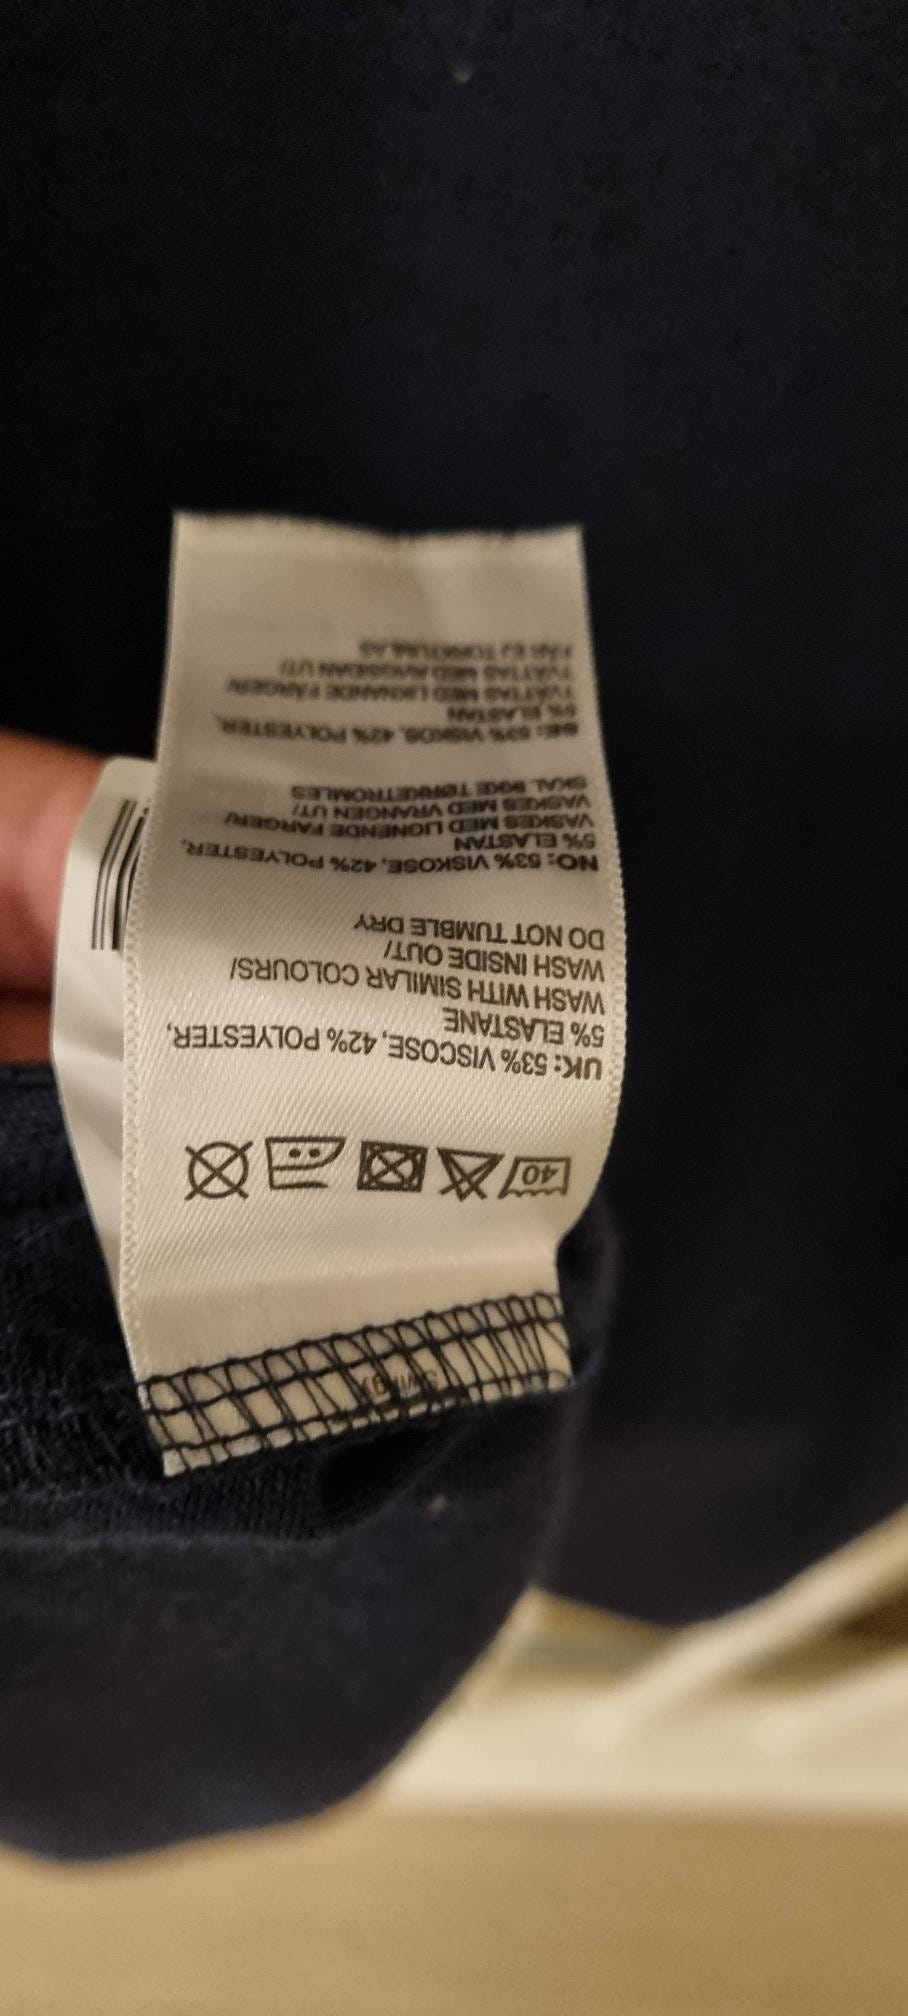 40
UK: 53% VISCOSE, 42% POLYESTER,
5% ELASTANE
WASH WITH SIMILAR COLOURS/
WASH INSIDE OUT/
DO NOT TUMBLE DRY
NO: 53% VISKOSE, 42% POLYESTER,
5% ELASTAN
VASKES MED LIGNENDE FARGER/
VASKES MED VRANGEN UT/
SKAL IKKE TØRKETROMLES
SE: 53% VISKOS, 42% POLYESTER,
5% ELASTAN
TVÄTTAS MED LIKNANDE FÄRGER/
TVÄTTAS MED AVIGSIDAN UT/
FÅR EJ TORKTUMLAS